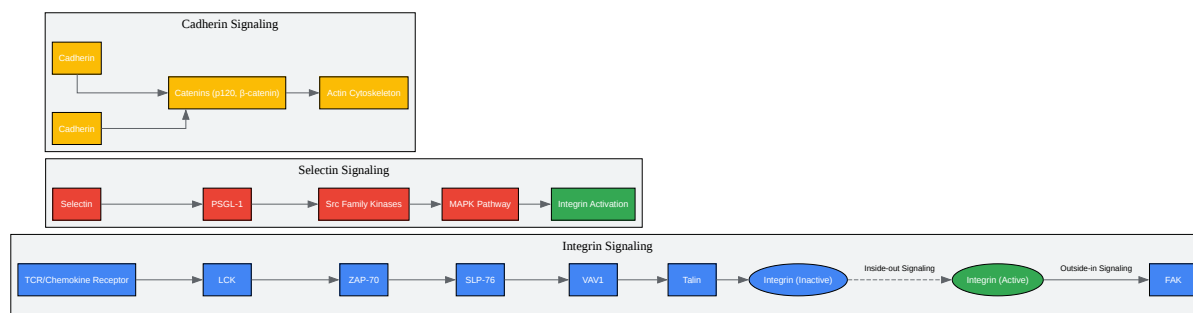 Cadherin Signaling
Cadherin
Catenins (p120, β-catenin)
Actin Cytoskeleton
Cadherin
Selectin Signaling
Selectin
PSGL-1
Src Family Kinases
MAPK Pathway
Integrin Activation
Integrin Signaling
TCR/Chemokine Receptor
LCK
ZAP-70
SLP-76
VAV1
Talin
Integrin (Inactive)
Inside-out Signaling
Integrin (Active)
Outside-in Signaling
FAK